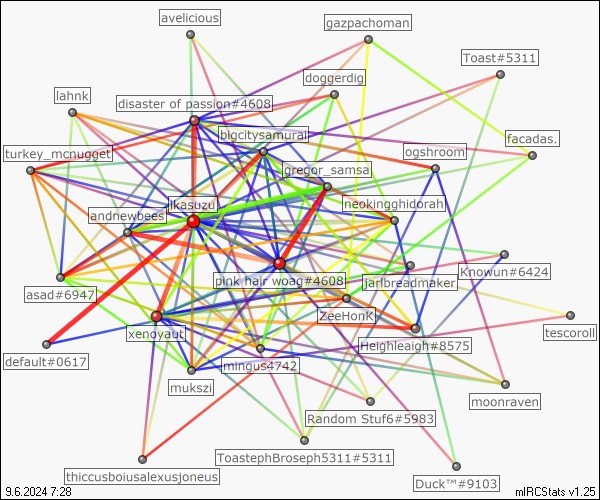 avelicious
gazpachoman
Toast#5311
doggerdig
lahnk
disaster of passion#4608
bigcitysamurai
facadas.
turkey_mcnugget
ogshroom
gregor_samsa
ikasuzu
neokinghidorah
andnewbees
pink hair woag#4608
jarlbreadmaker
Knowun#6424
asad#6947
ZeeHonK
xenoyaut
tescoroll
Heighleaigh#8575
default#0617
mingus4742
mukszi
moonraven
Random Stuf6#5983
ToastephBroseph5311#5311
thiccusboiusalexusjoneus
Duck™#9103
9.6.2024 7:28
mIRCStats v1.25